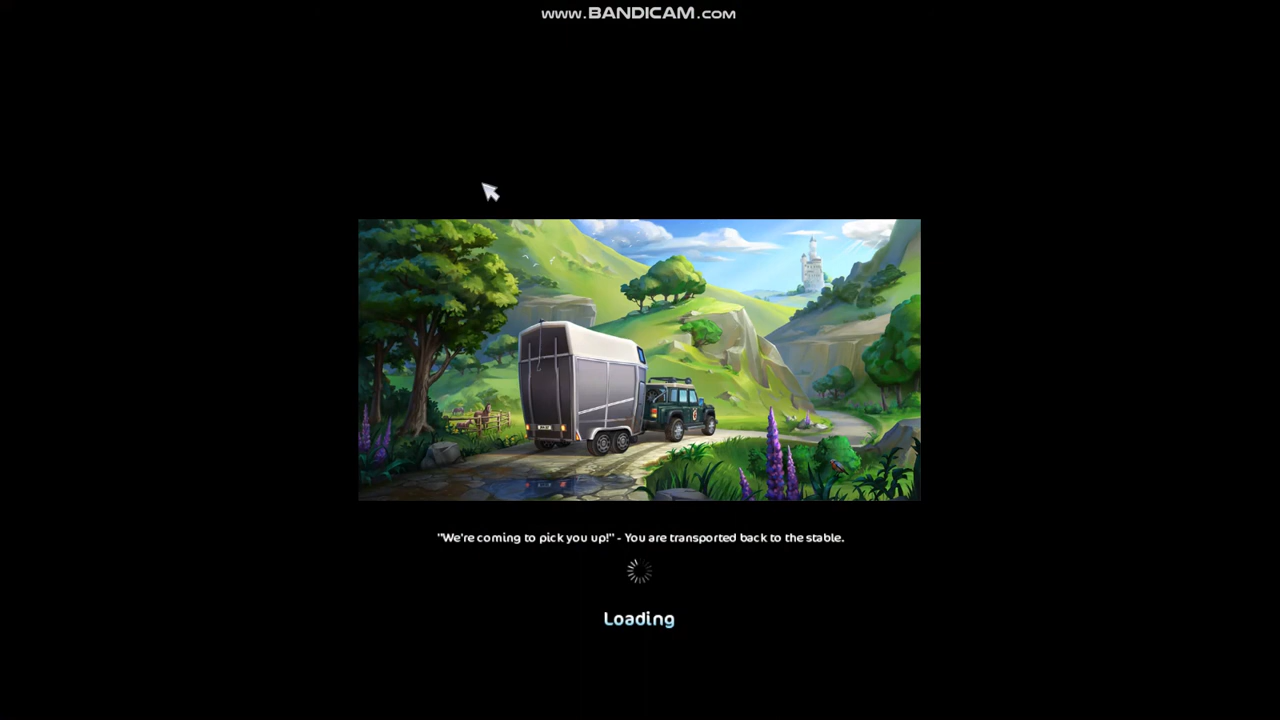 www.BANDICAM.com
"We're coming to pick you up!" - You are transported back to the stable.
Loading